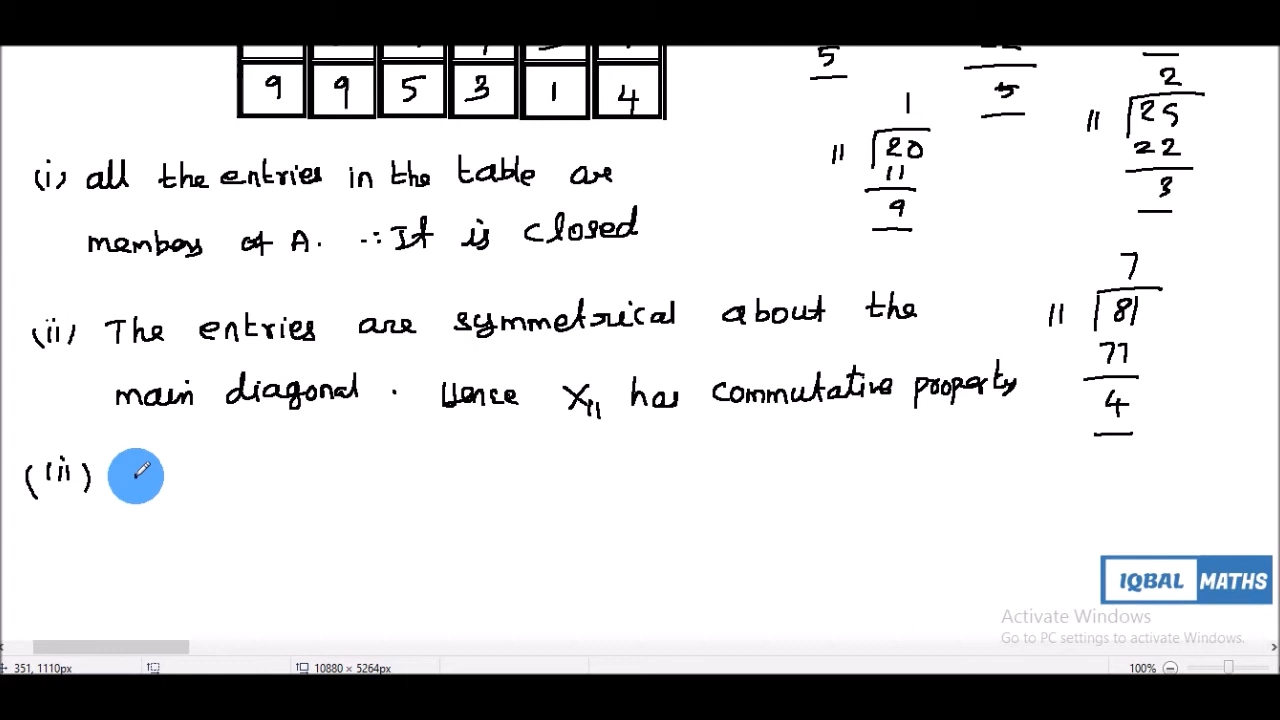 5
2
9 9 5 3 1 4
5
1
11 20
11
9
11 25
22
3
(i) all the entries in the table are
members of A. ∴ It is closed
7
11 81
77
4
(ii) The entries are symmetrical about the
main diagonal. Hence X11 has commutative property
(iii)
IQBAL MATHS
Activate Windows
Go to PC settings to activate Windows.
351, 1110px 10880 × 5264px 100%